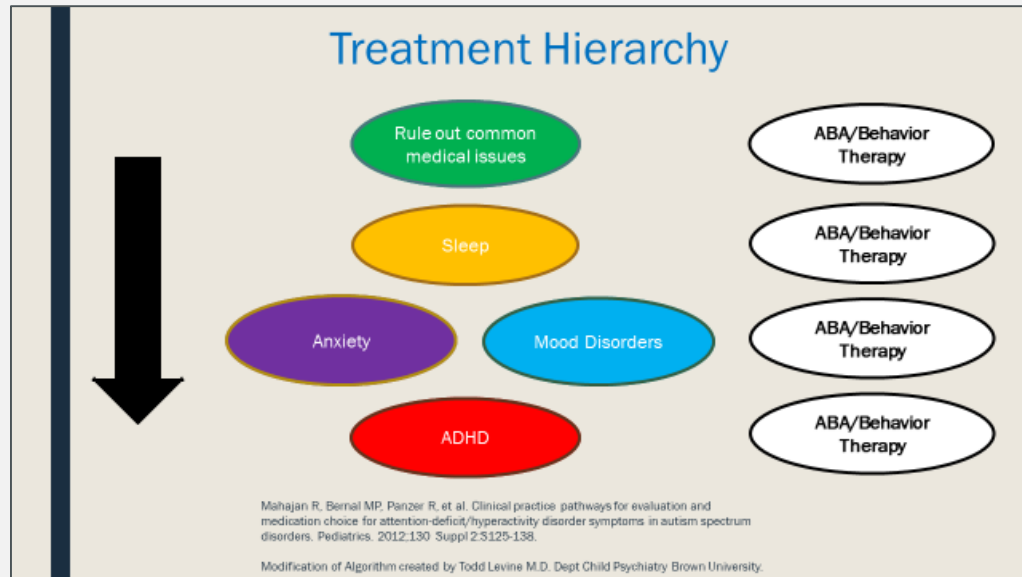 Treatment Hierarchy
Rule out common
medical issues
ABA/Behavior
Therapy
Sleep
ABA/Behavior
Therapy
Anxiety
Mood Disorders
ABA/Behavior
Therapy
ADHD
ABA/Behavior
Therapy
Mahajan R, Bernal MP, Panzer R, et al. Clinical practice pathways for evaluation and
medication choice for attention-deficit/hyperactivity disorder symptoms in autism spectrum
disorders. Pediatrics. 2012;130 Suppl 2:S125-138.
Modification of Algorithm created by Todd Levine M.D. Dept Child Psychiatry Brown University.